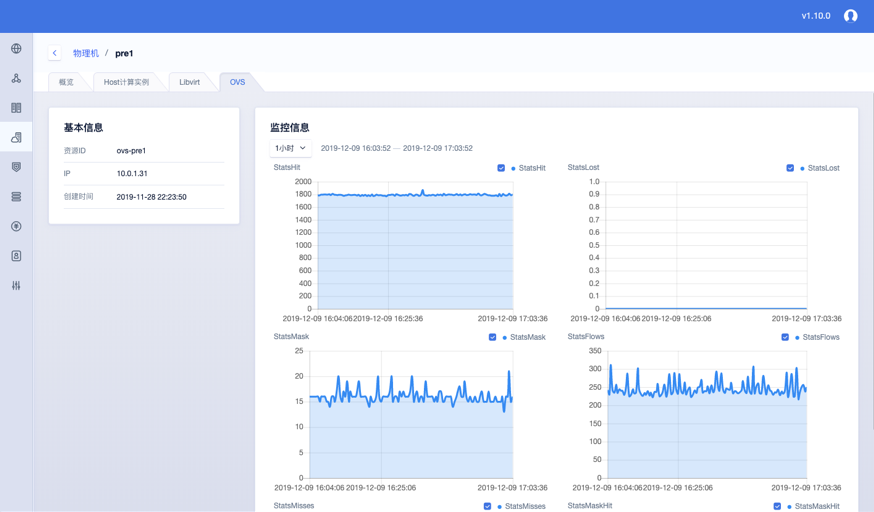 v1.10.0
物理机 / pre1
概览 Host计算实例 Libvirt OVS
基本信息
资源ID ovs-pre1
IP 10.0.1.31
创建时间 2019-11-28 22:23:50
监控信息
1小时 2019-12-09 16:03:52 — 2019-12-09 17:03:52
StatsHit StatsHit
2000
1800
1600
1400
1200
1000
800
600
400
200
0
2019-12-09 16:04:06 2019-12-09 16:25:36 2019-12-09 17:03:36
StatsLost StatsLost
1.0
0.9
0.8
0.7
0.6
0.5
0.4
0.3
0.2
0.1
0
2019-12-09 16:04:06 2019-12-09 16:25:06 2019-12-09 17:03:36
StatsMask StatsMask
25
20
15
10
5
0
2019-12-09 16:04:06 2019-12-09 16:25:06 2019-12-09 17:03:36
StatsFlows StatsFlows
350
300
250
200
150
100
50
0
2019-12-09 16:04:06 2019-12-09 16:25:06 2019-12-09 17:03:36
StatsMisses StatsMisses
StatsMaskHit StatsMaskHit